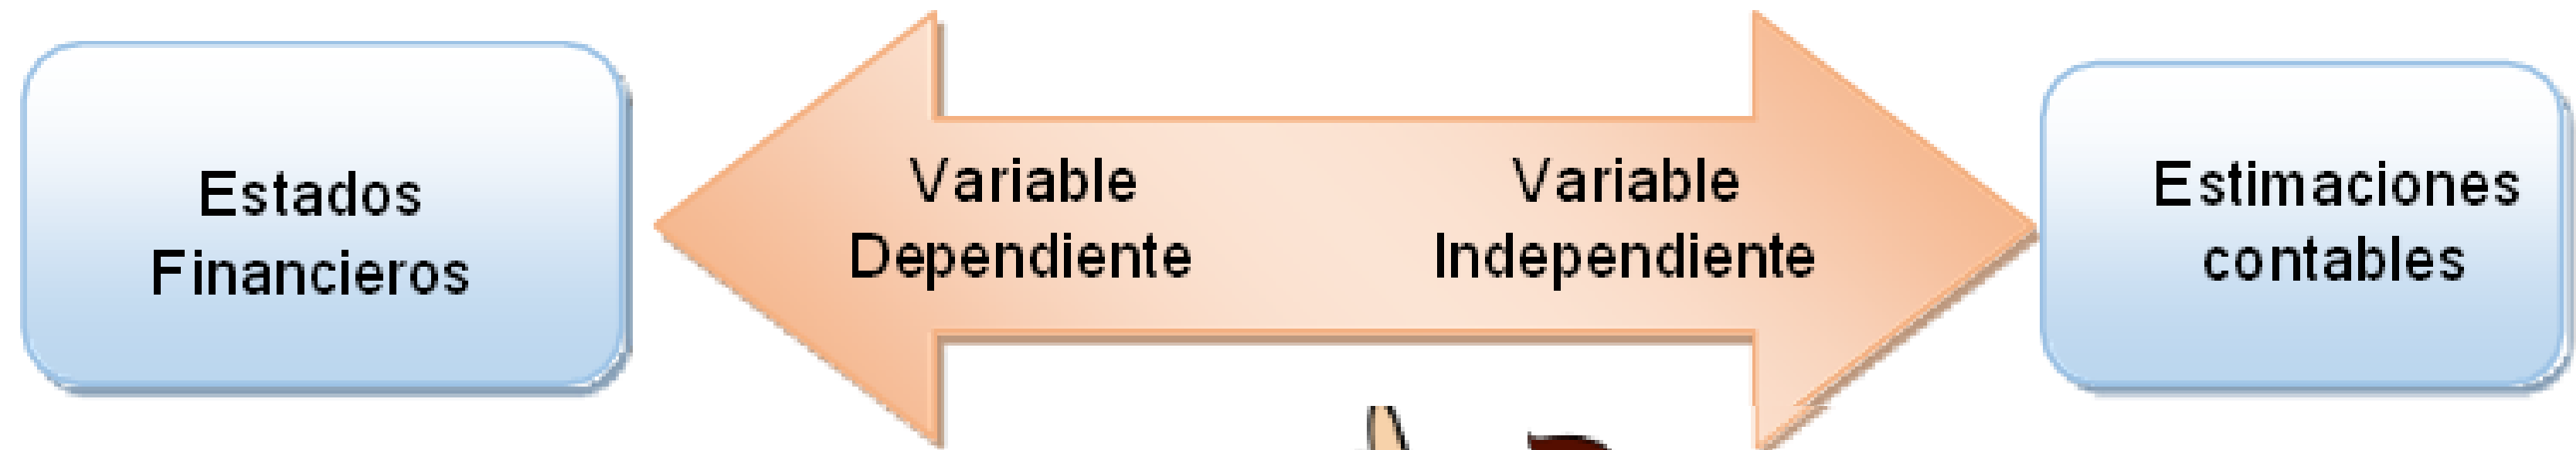 Estados
Financieros
Variable
Dependiente
Variable
Independiente
Estimaciones
contables